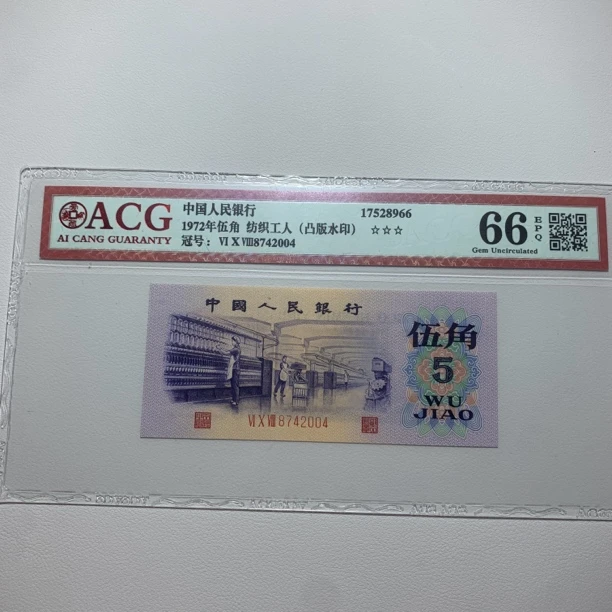 ACG
AI CANG GUARANTY
中国人民银行 17528966
1972年伍角 纺织工人（凸版水印） ☆☆☆
冠号：Ⅵ Ⅹ Ⅷ8742004
66 EPQ
Gem Uncirculated
中國人民銀行
伍角
5
WU
JIAO
Ⅵ Ⅹ Ⅷ 8742004